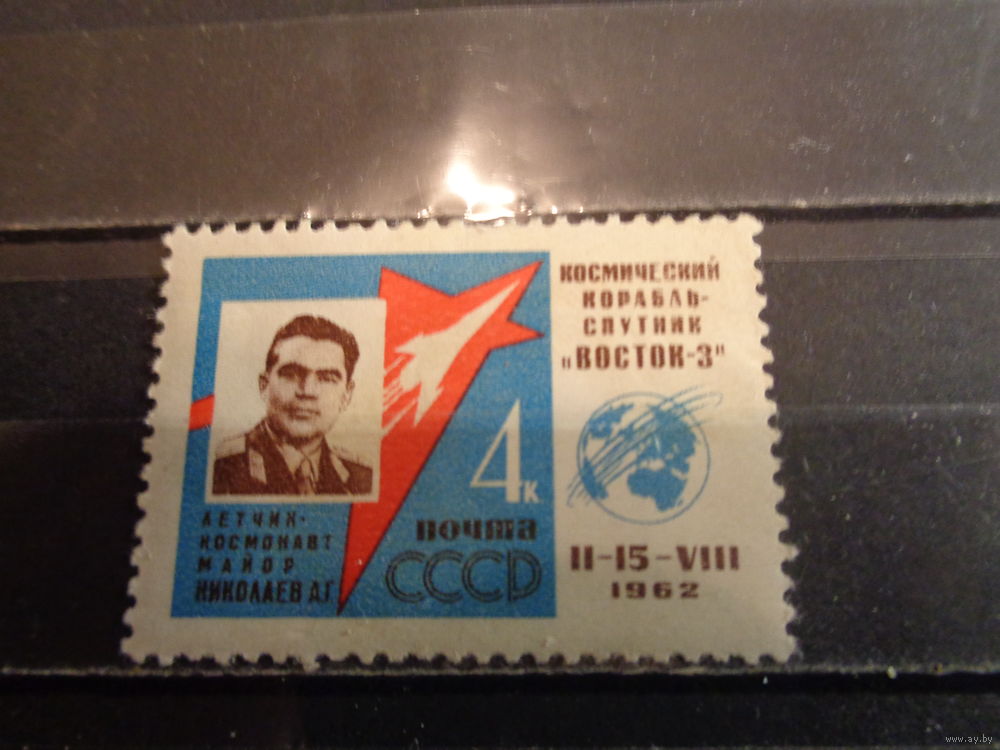 КОСМИЧЕСКИЙ
КОРАБЛЬ-
СПУТНИК
„ВОСТОК-3"
4к
почта
СССР
ЛЕТЧИК-
КОСМОНАВТ
МАЙОР
НИКОЛАЕВ А.Г.
11-15-VIII
1962
www.ay.by